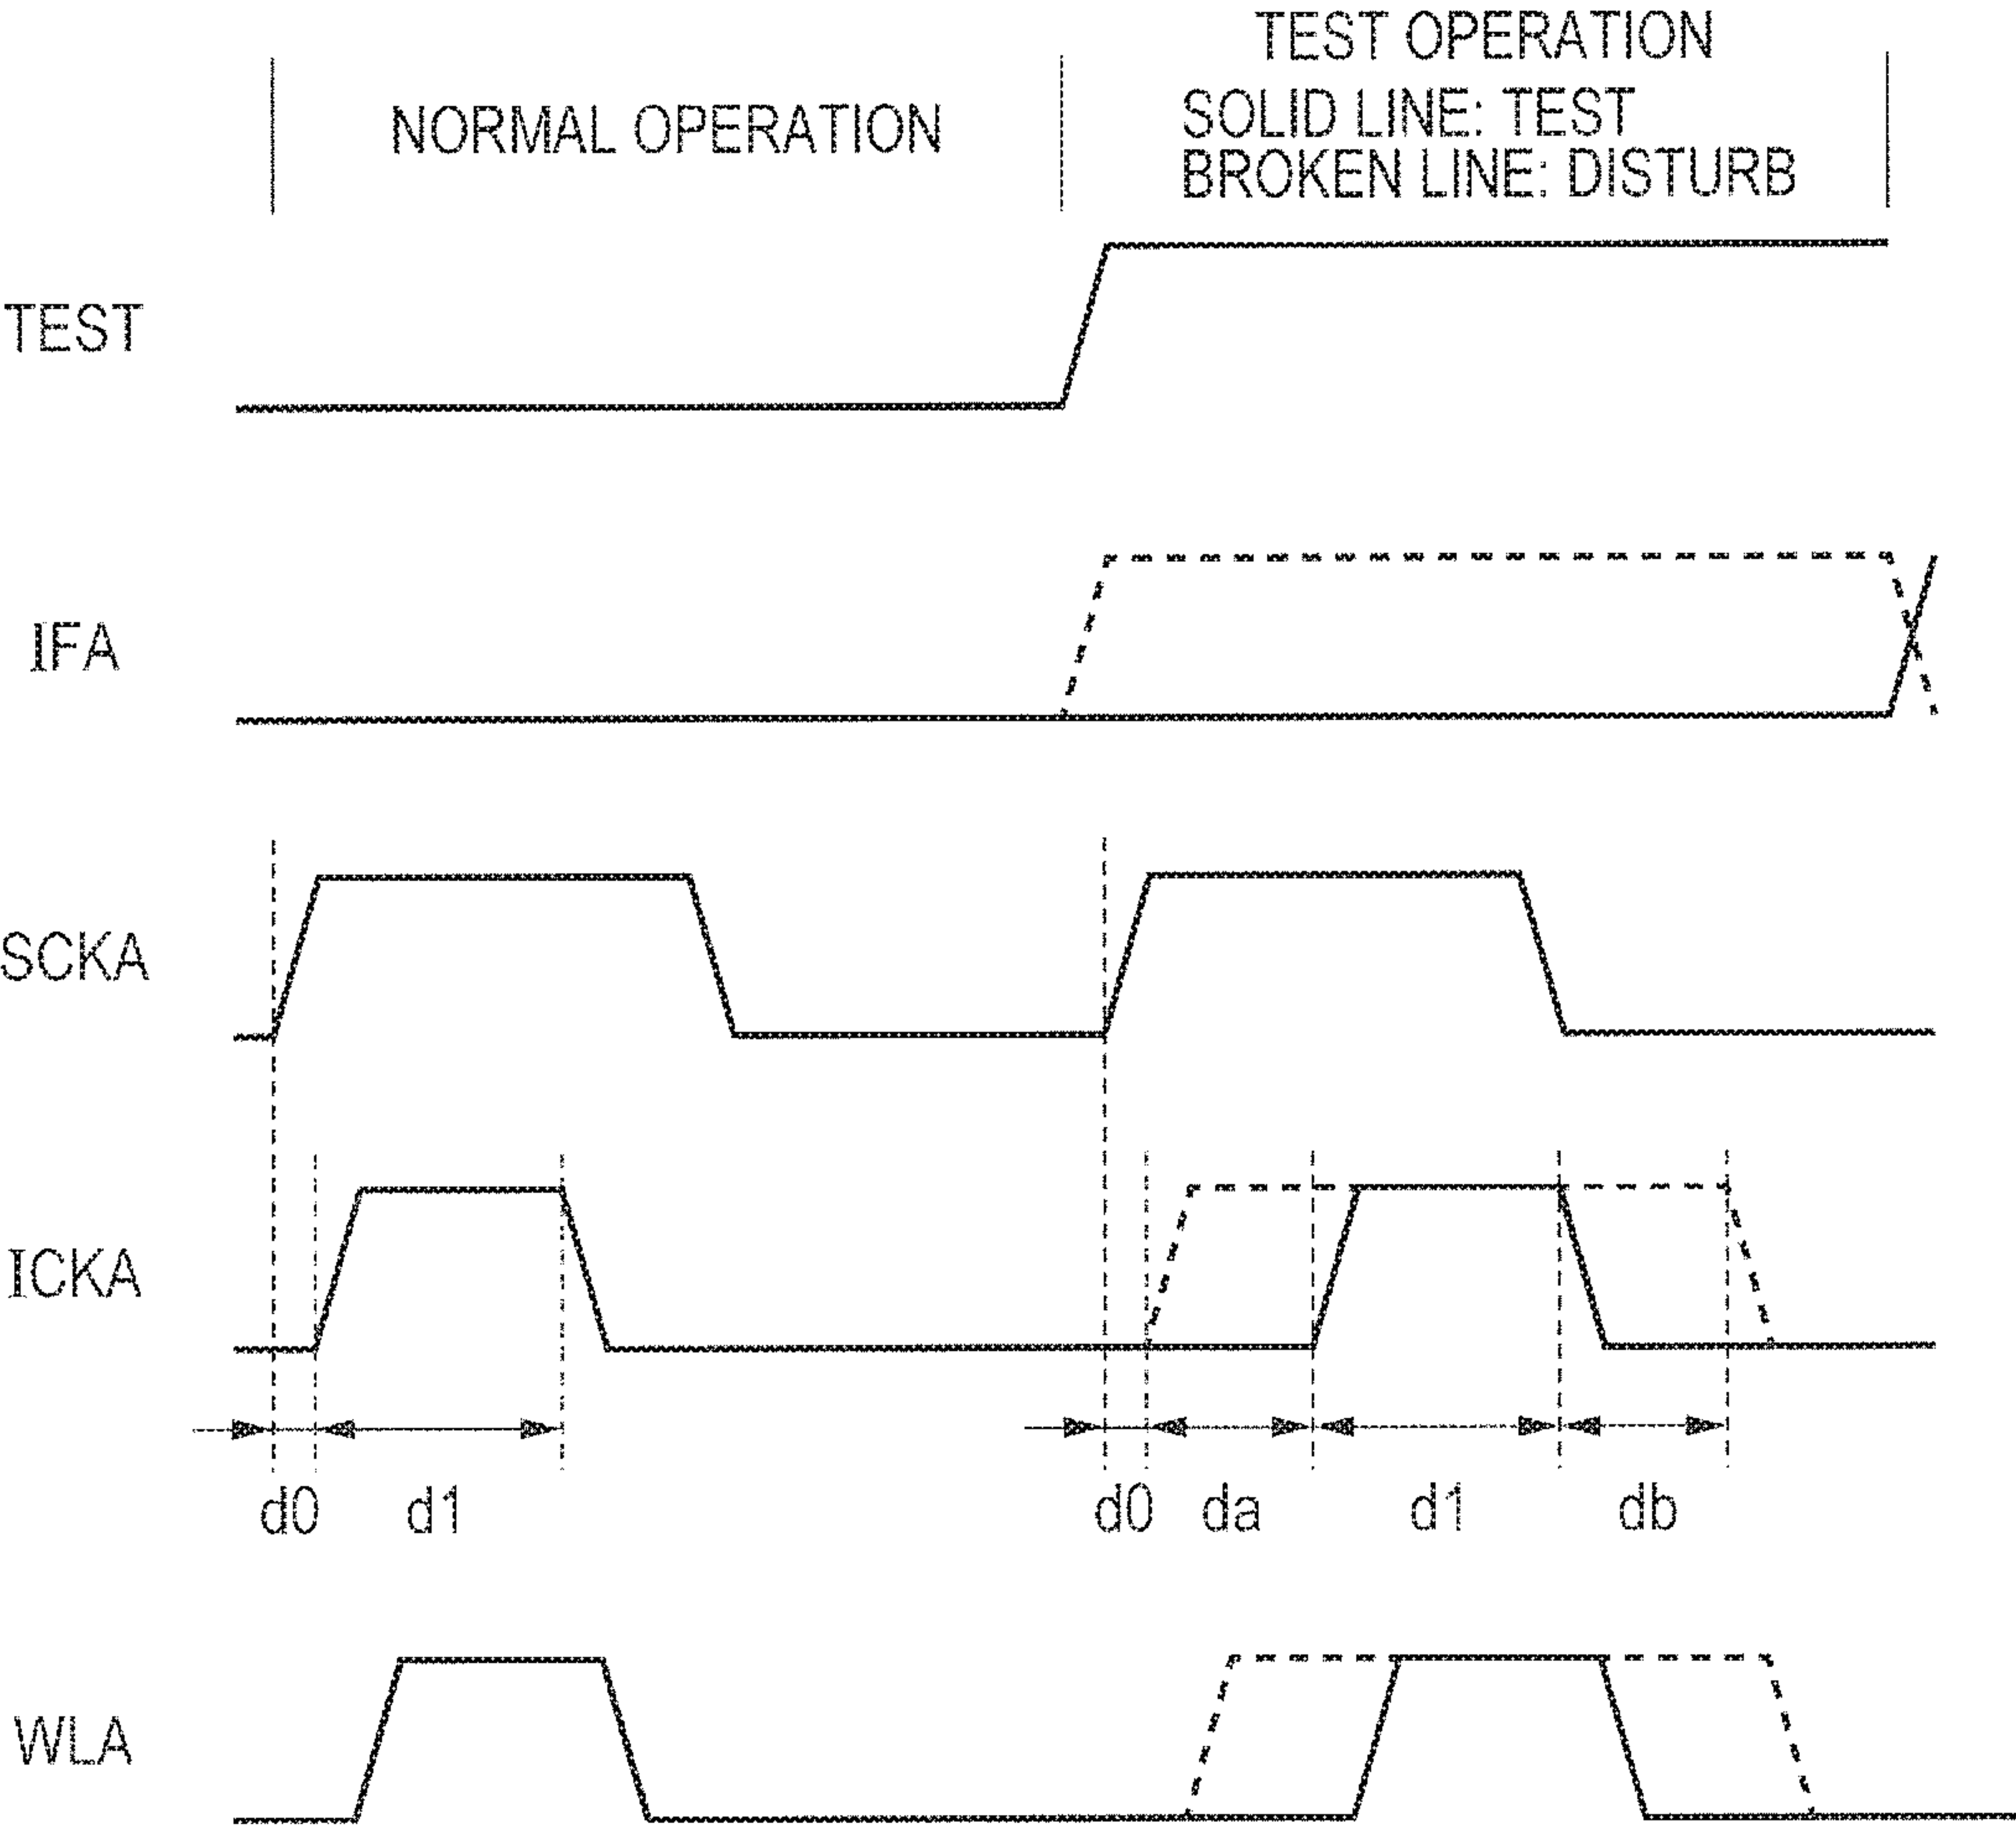 NORMAL OPERATION
TEST OPERATION
SOLID LINE: TEST
BROKEN LINE: DISTURB
TEST
IFA
SCKA
ICKA
d0 d1 d0 da d1 db
WLA